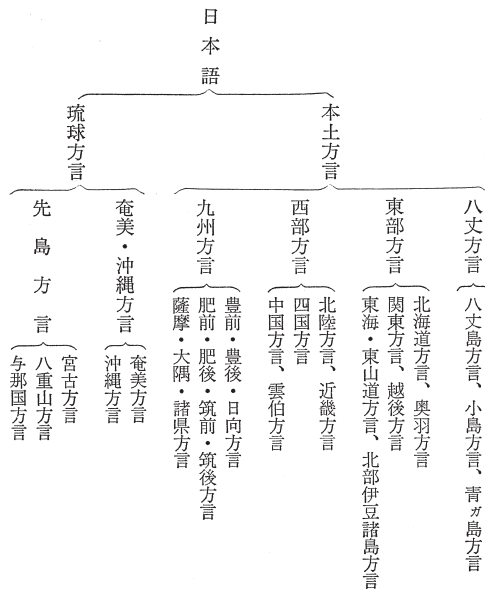 日本語
本土方言
八丈方言
八丈島方言、小島方言、青ガ島方言
東部方言
北海道方言、奥羽方言
関東方言、越後方言
東海・東山道方言、北部伊豆諸島方言
西部方言
北陸方言、近畿方言
四国方言
中国方言、雲伯方言
九州方言
豊前・豊後・日向方言
肥前・肥後・筑前・筑後方言
薩摩・大隅・諸県方言
琉球方言
奄美・沖縄方言
奄美方言
沖縄方言
先島方言
宮古方言
八重山方言
与那国方言